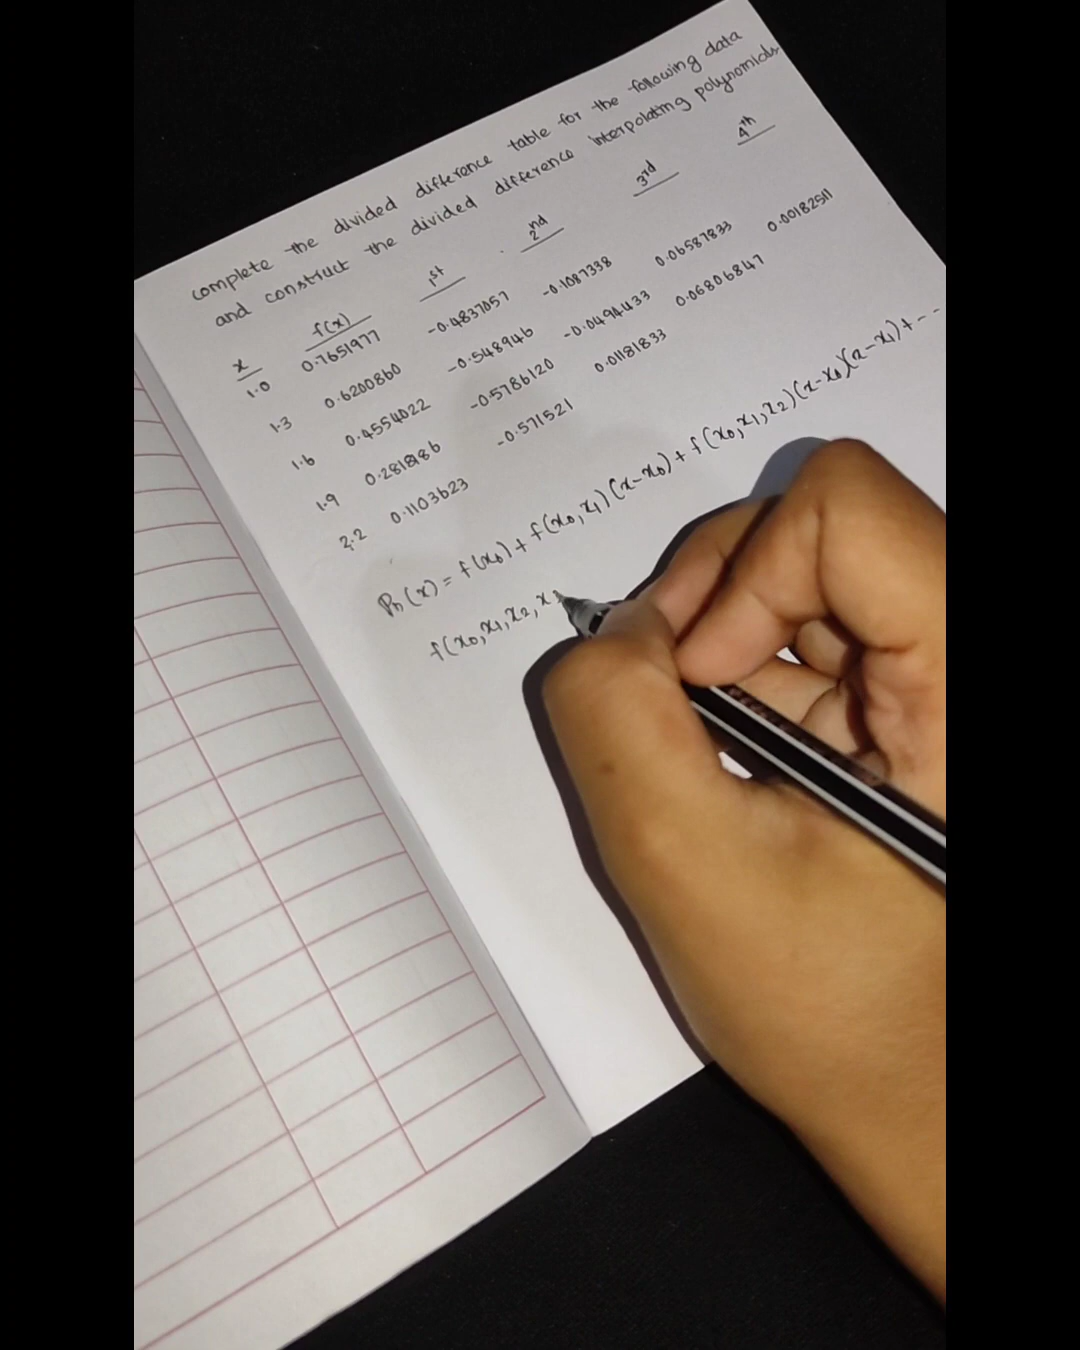 complete the divided difference table for the following data
and construct the divided difference interpolating polynomials
x f(x) 1st 2nd 3rd 4th
1.0 0.7651977 -0.4837057 -0.1087338 0.06587833 0.00182511
1.3 0.6200860 -0.548946 -0.0494433 0.06806847
1.6 0.4554022 -0.5786120 0.01181833
1.9 0.2818186 -0.571521
2.2 0.1103623
Pn(x) = f(x0) + f(x0, x1) (x-x0) + f(x0, x1, x2) (x-x0)(x-x1) + --
f(x0, x1, x2, x3